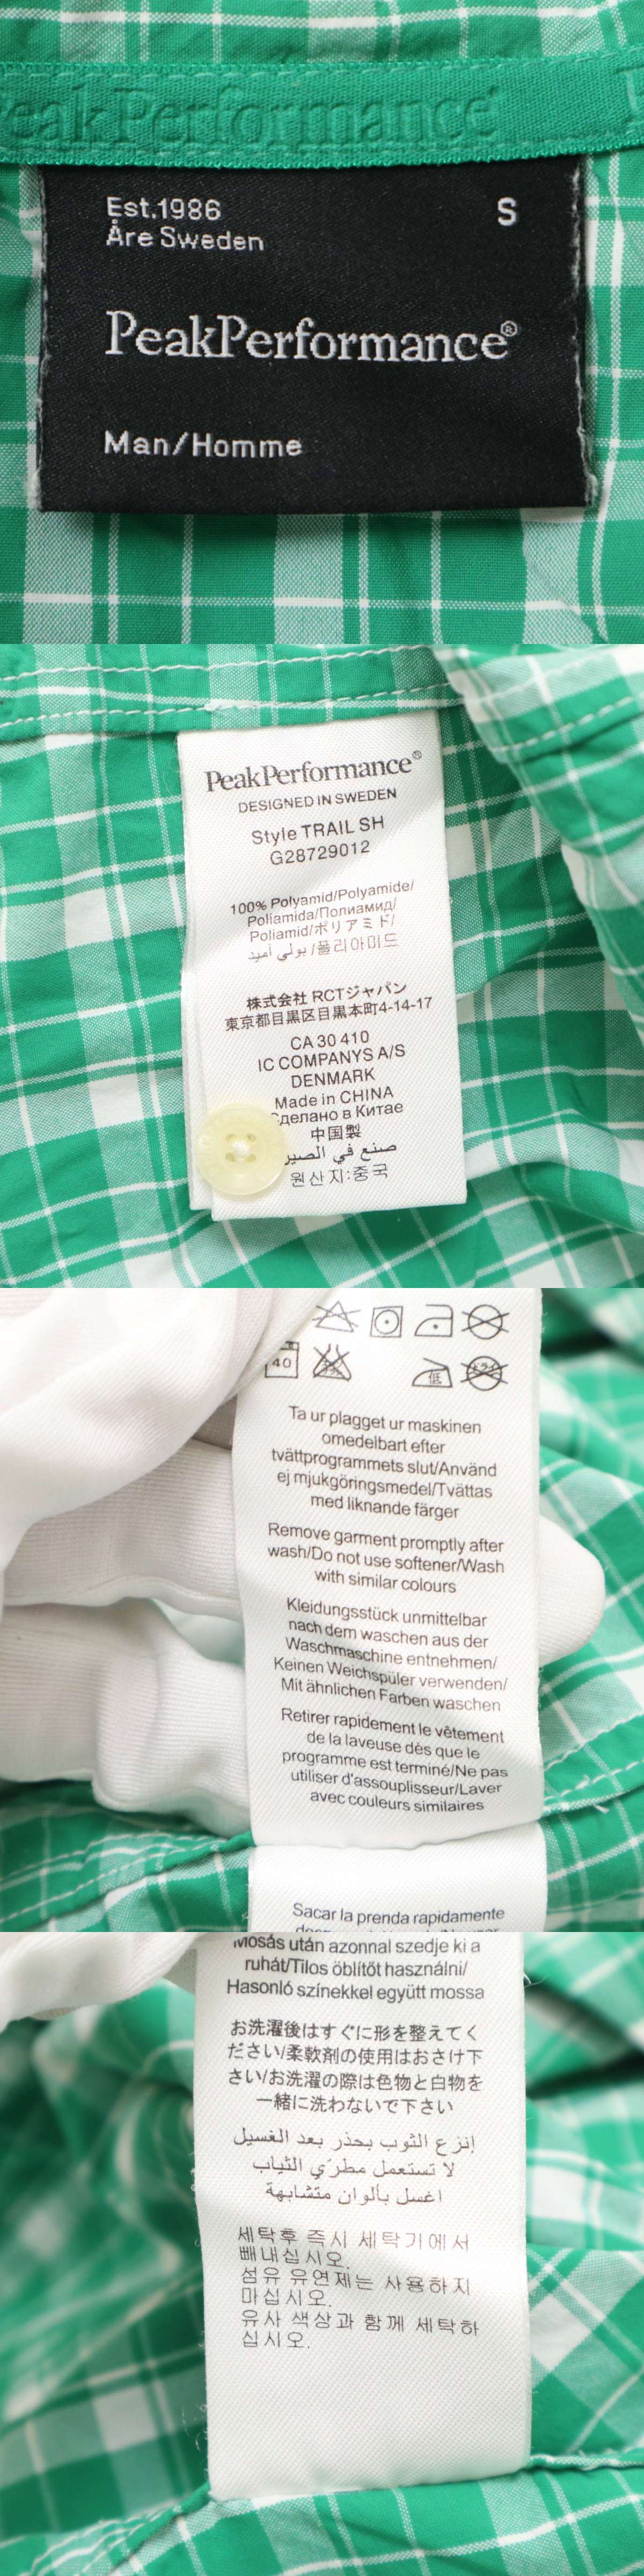 PeakPerformance
Est.1986
S
Åre Sweden
PeakPerformance®
Man/Homme
PeakPerformance®
DESIGNED IN SWEDEN
Style TRAIL SH
G28729012
100% Polyamid/Polyamide/
Poliamida/Полиамид/
Poliamid/ポリアミド/
بولي أميد/폴리아미드
株式会社 RCTジャパン
東京都目黒区目黒本町4-14-17
CA 30 410
IC COMPANYS A/S
DENMARK
Made in CHINA
Сделано в Китае
中国製
صنع في الصين
원산지:중국
40
低
ドライ
Ta ur plagget ur maskinen
omedelbart efter
tvättprogrammets slut/Använd
ej mjukgöringsmedel/Tvättas
med liknande färger
Remove garment promptly after
wash/Do not use softener/Wash
with similar colours
Kleidungsstück unmittelbar
nach dem waschen aus der
Waschmaschine entnehmen/
Keinen Weichspüler verwenden/
Mit ähnlichen Farben waschen
Retirer rapidement le vêtement
de la laveuse dès que le
programme est terminé/Ne pas
utiliser d'assouplisseur/Laver
avec couleurs similaires
Sacar la prenda rapidamente
Mosás után azonnal szedje ki a
ruhát/Tilos öblítőt használni/
Hasonló színekkel együtt mossa
お洗濯後はすぐに形を整えてく
ださい/柔軟剤の使用はおさけ下
さい/お洗濯の際は色物と白物を
一緒に洗わないで下さい
إنزع الثوب بحذر بعد الغسيل
لا تستعمل مطرّي الثياب
اغسل بألوان متشابهة
세탁후 즉시 세탁기에서
빼내십시오.
섬유 유연제는 사용하지
마십시오.
유사 색상과 함께 세탁하
십시오.